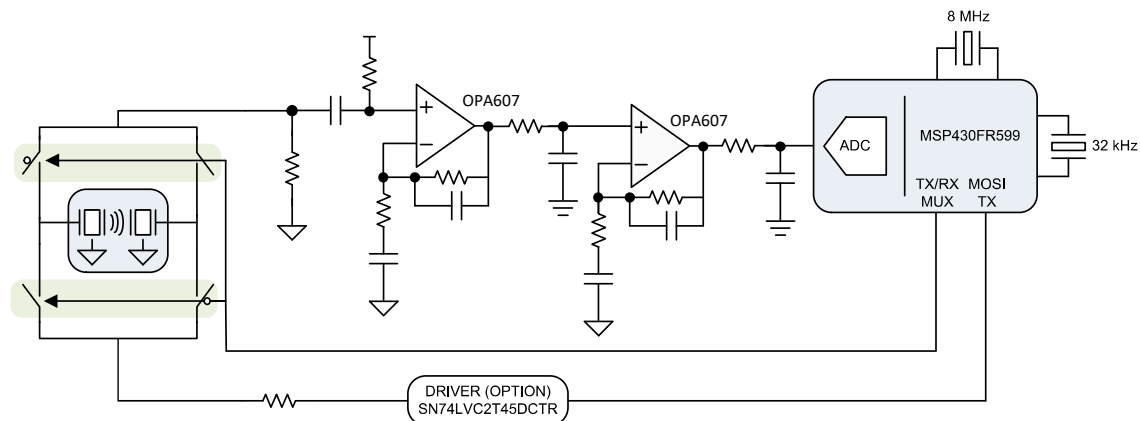 8 MHz
OPA607
OPA607
ADC
MSP430FR599
32 kHz
TX/RX MOSI
MUX TX
DRIVER (OPTION)
SN74LVC2T45DCTR